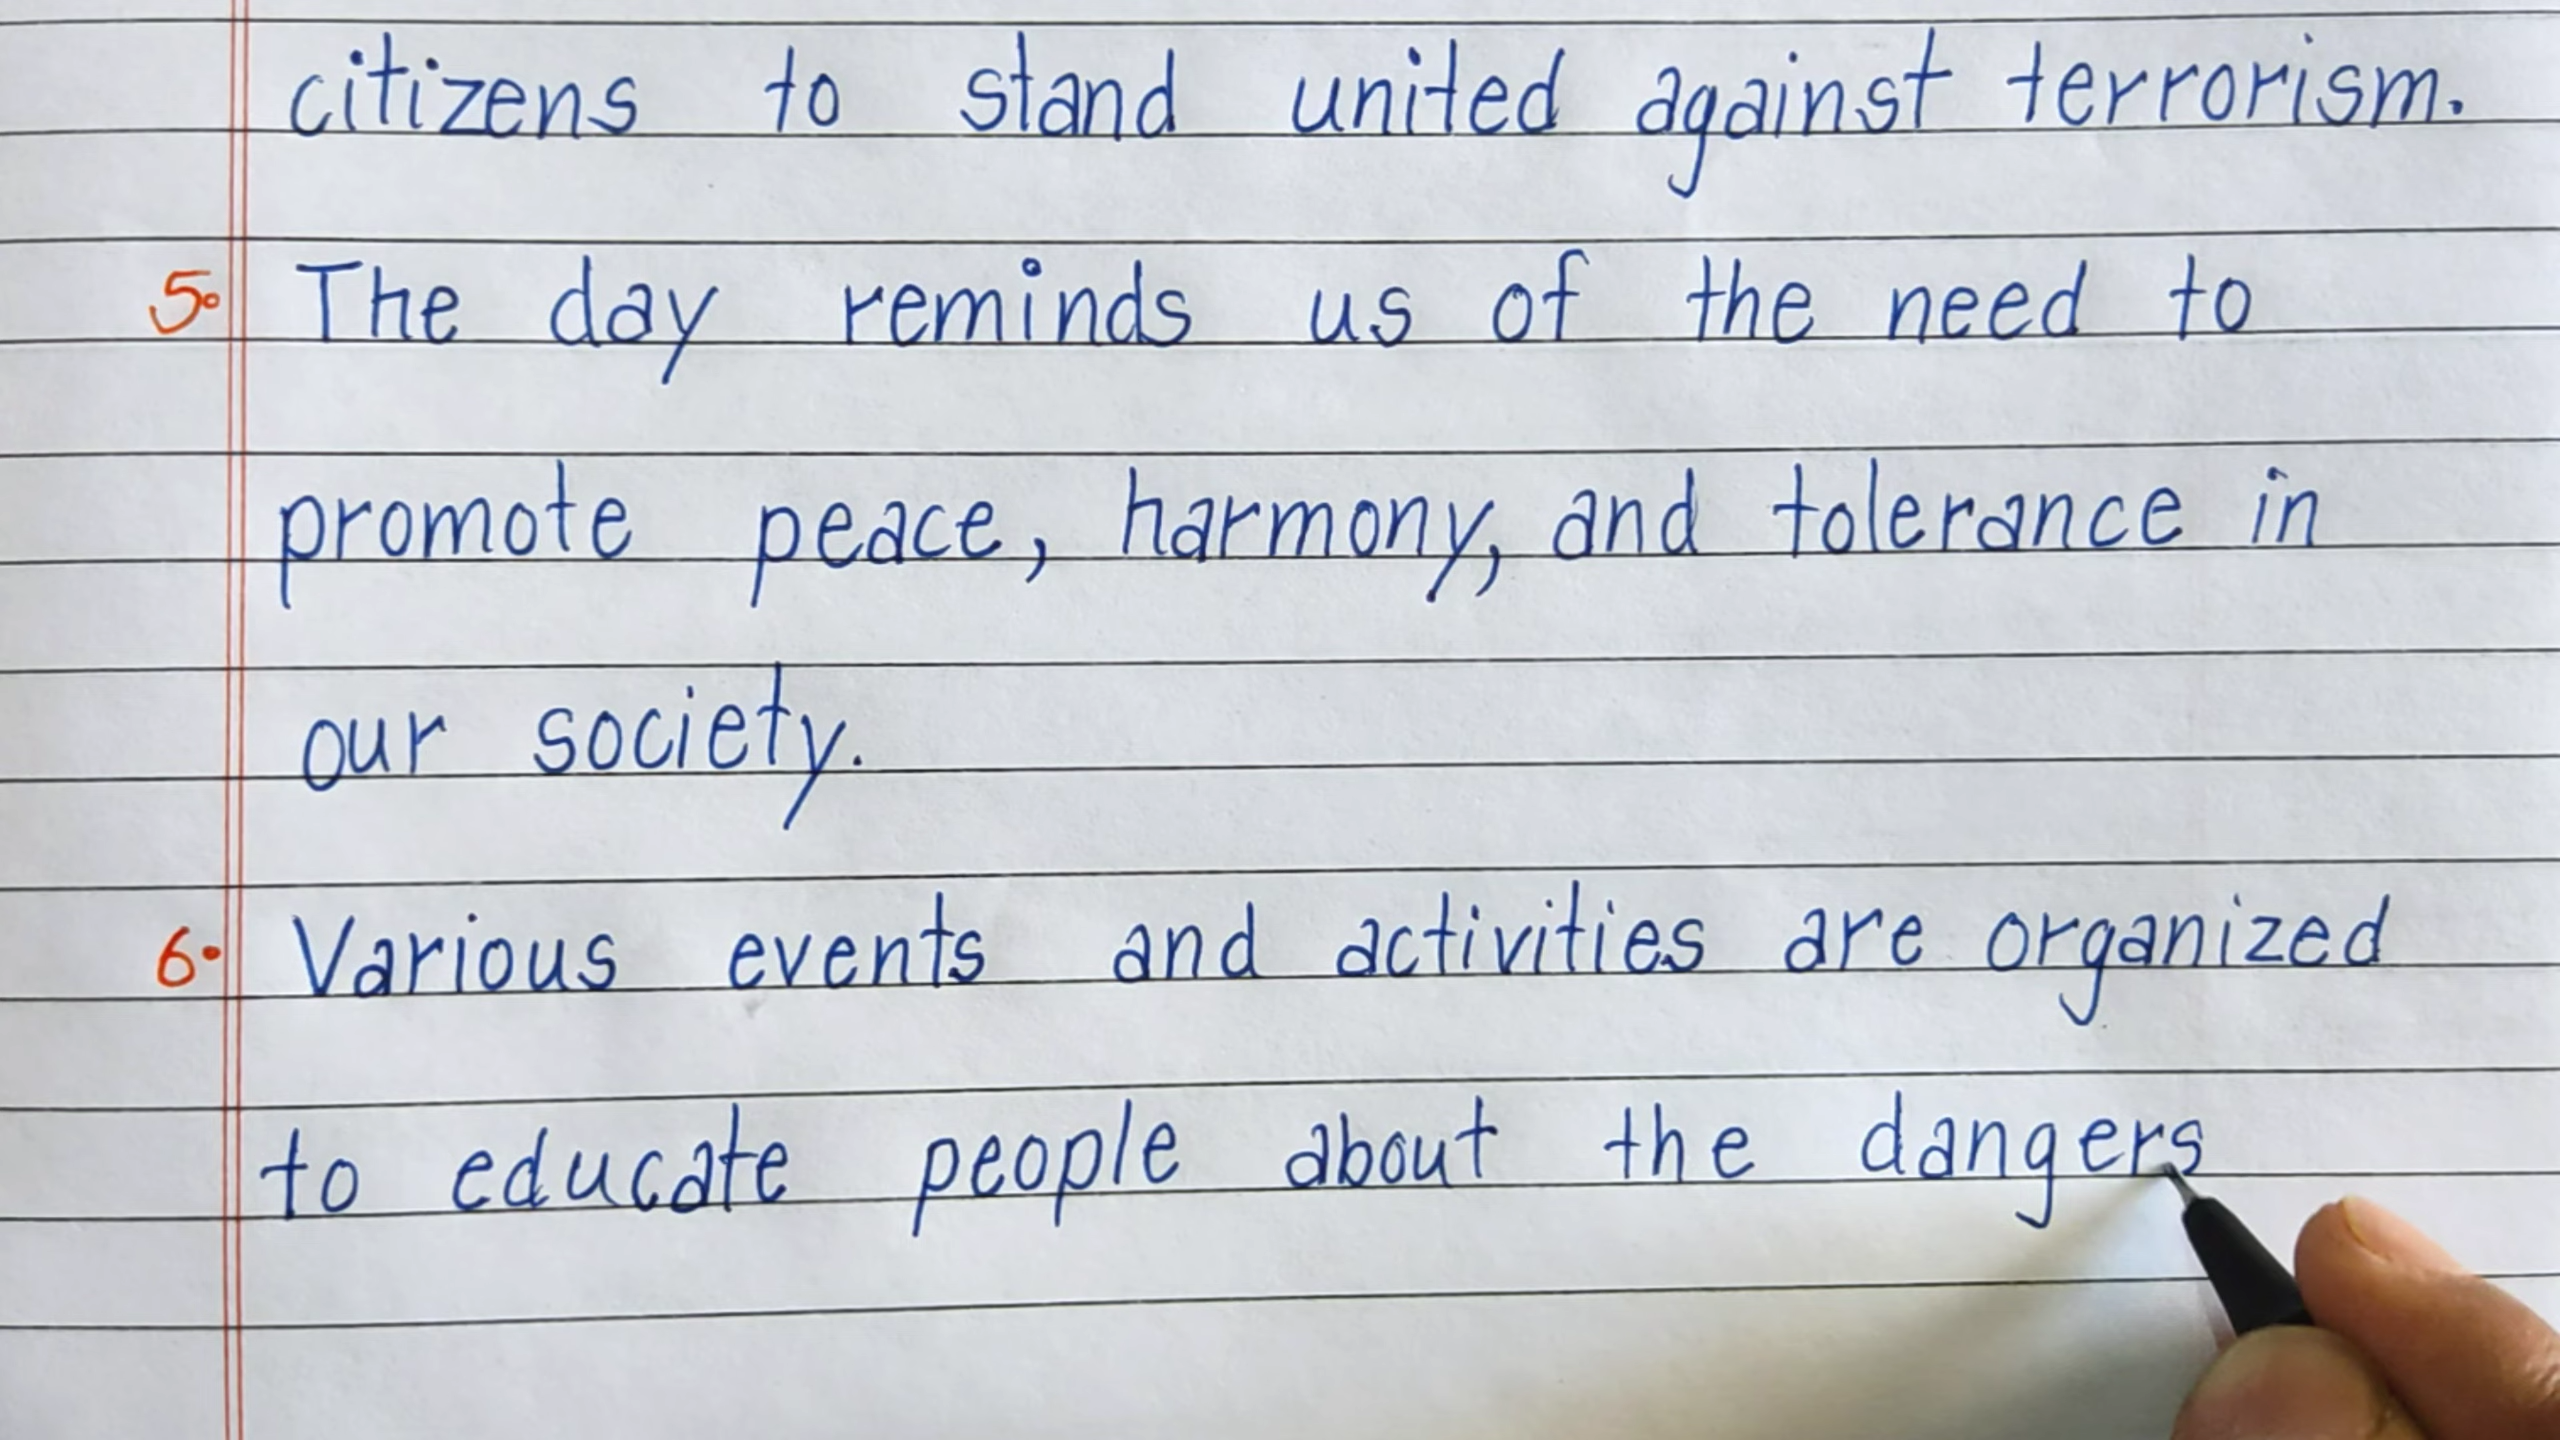 citizens to stand united against terrorism.
5. The day reminds us of the need to
promote peace, harmony, and tolerance in
our society.
6. Various events and activities are organized
to educate people about the dangers